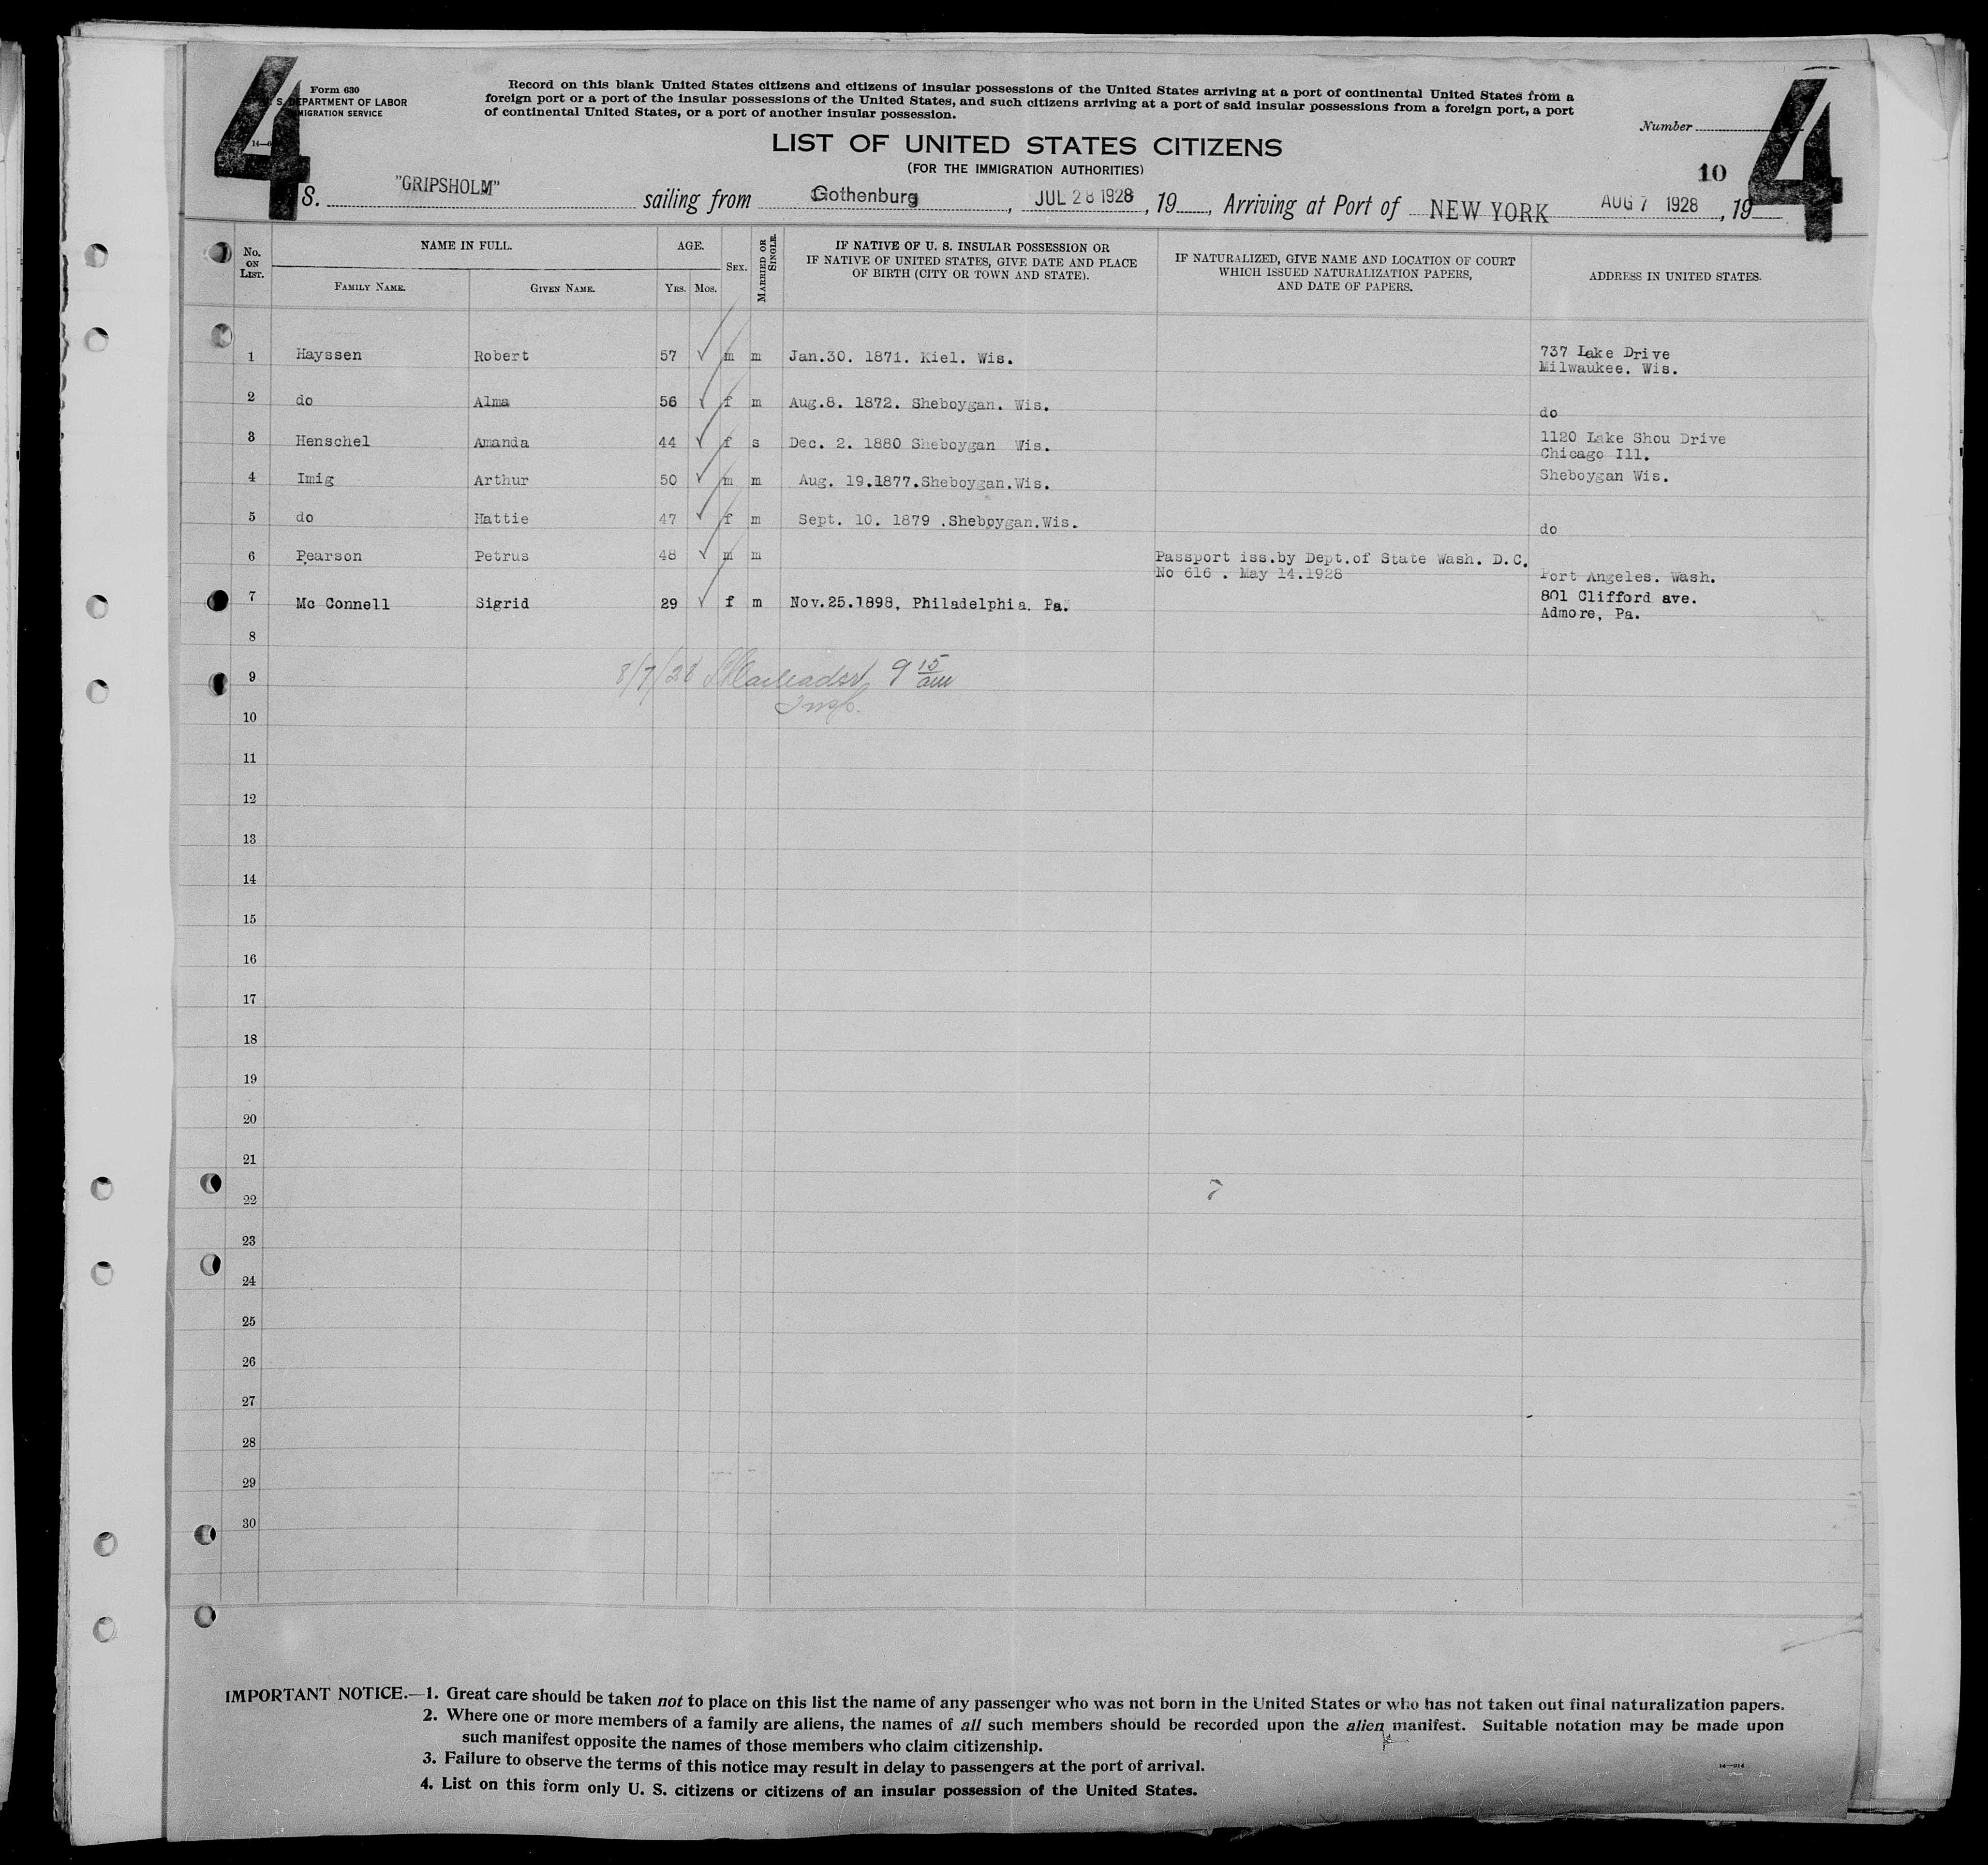 4
Form 630
S. DEPARTMENT OF LABOR
MIGRATION SERVICE
14—6
Record on this blank United States citizens and citizens of insular possessions of the United States arriving at a port of continental United States from a
foreign port or a port of the insular possessions of the United States, and such citizens arriving at a port of said insular possessions from a foreign port, a port
of continental United States, or a port of another insular possession.
Number
4
LIST OF UNITED STATES CITIZENS
(FOR THE IMMIGRATION AUTHORITIES)
10
S. "GRIPSHOLM" sailing from Gothenburg, JUL 28 1928, 19, Arriving at Port of NEW YORK AUG 7 1928, 19
No. ON LIST.
NAME IN FULL.
FAMILY NAME.
GIVEN NAME.
AGE.
YRS. MOS.
SEX.
MARRIED OR SINGLE.
IF NATIVE OF U. S. INSULAR POSSESSION OR
IF NATIVE OF UNITED STATES, GIVE DATE AND PLACE
OF BIRTH (CITY OR TOWN AND STATE).
IF NATURALIZED, GIVE NAME AND LOCATION OF COURT
WHICH ISSUED NATURALIZATION PAPERS,
AND DATE OF PAPERS.
ADDRESS IN UNITED STATES.
1 Hayssen Robert 57 ✓ m m Jan.30. 1871. Kiel. Wis. 737 Lake Drive
Milwaukee. Wis.
2 do Alma 56 ✓ f m Aug.8. 1872. Sheboygan. Wis. do
3 Henschel Amanda 44 ✓ f s Dec. 2. 1880 Sheboygan Wis. 1120 Lake Shou Drive
Chicago Ill.
4 Imig Arthur 50 ✓ m m Aug. 19.1877.Sheboygan.Wis. Sheboygan Wis.
5 do Hattie 47 ✓ f m Sept. 10. 1879 .Sheboygan.Wis. do
6 Pearson Petrus 48 ✓ m m Passport iss.by Dept.of State Wash. D.C.
No 616 . May 14.1928 Port Angeles. Wash.
7 Mc Connell Sigrid 29 ✓ f m Nov.25.1898, Philadelphia. Pa. 801 Clifford ave.
Admore, Pa.
8
8/7/28 9 15 am
9
Insp.
10
11
12
13
14
15
16
17
18
19
20
21
22 7
23
24
25
26
27
28
29
30
IMPORTANT NOTICE.—1. Great care should be taken not to place on this list the name of any passenger who was not born in the United States or who has not taken out final naturalization papers.
2. Where one or more members of a family are aliens, the names of all such members should be recorded upon the alien manifest. Suitable notation may be made upon
such manifest opposite the names of those members who claim citizenship.
3. Failure to observe the terms of this notice may result in delay to passengers at the port of arrival.
4. List on this form only U. S. citizens or citizens of an insular possession of the United States.